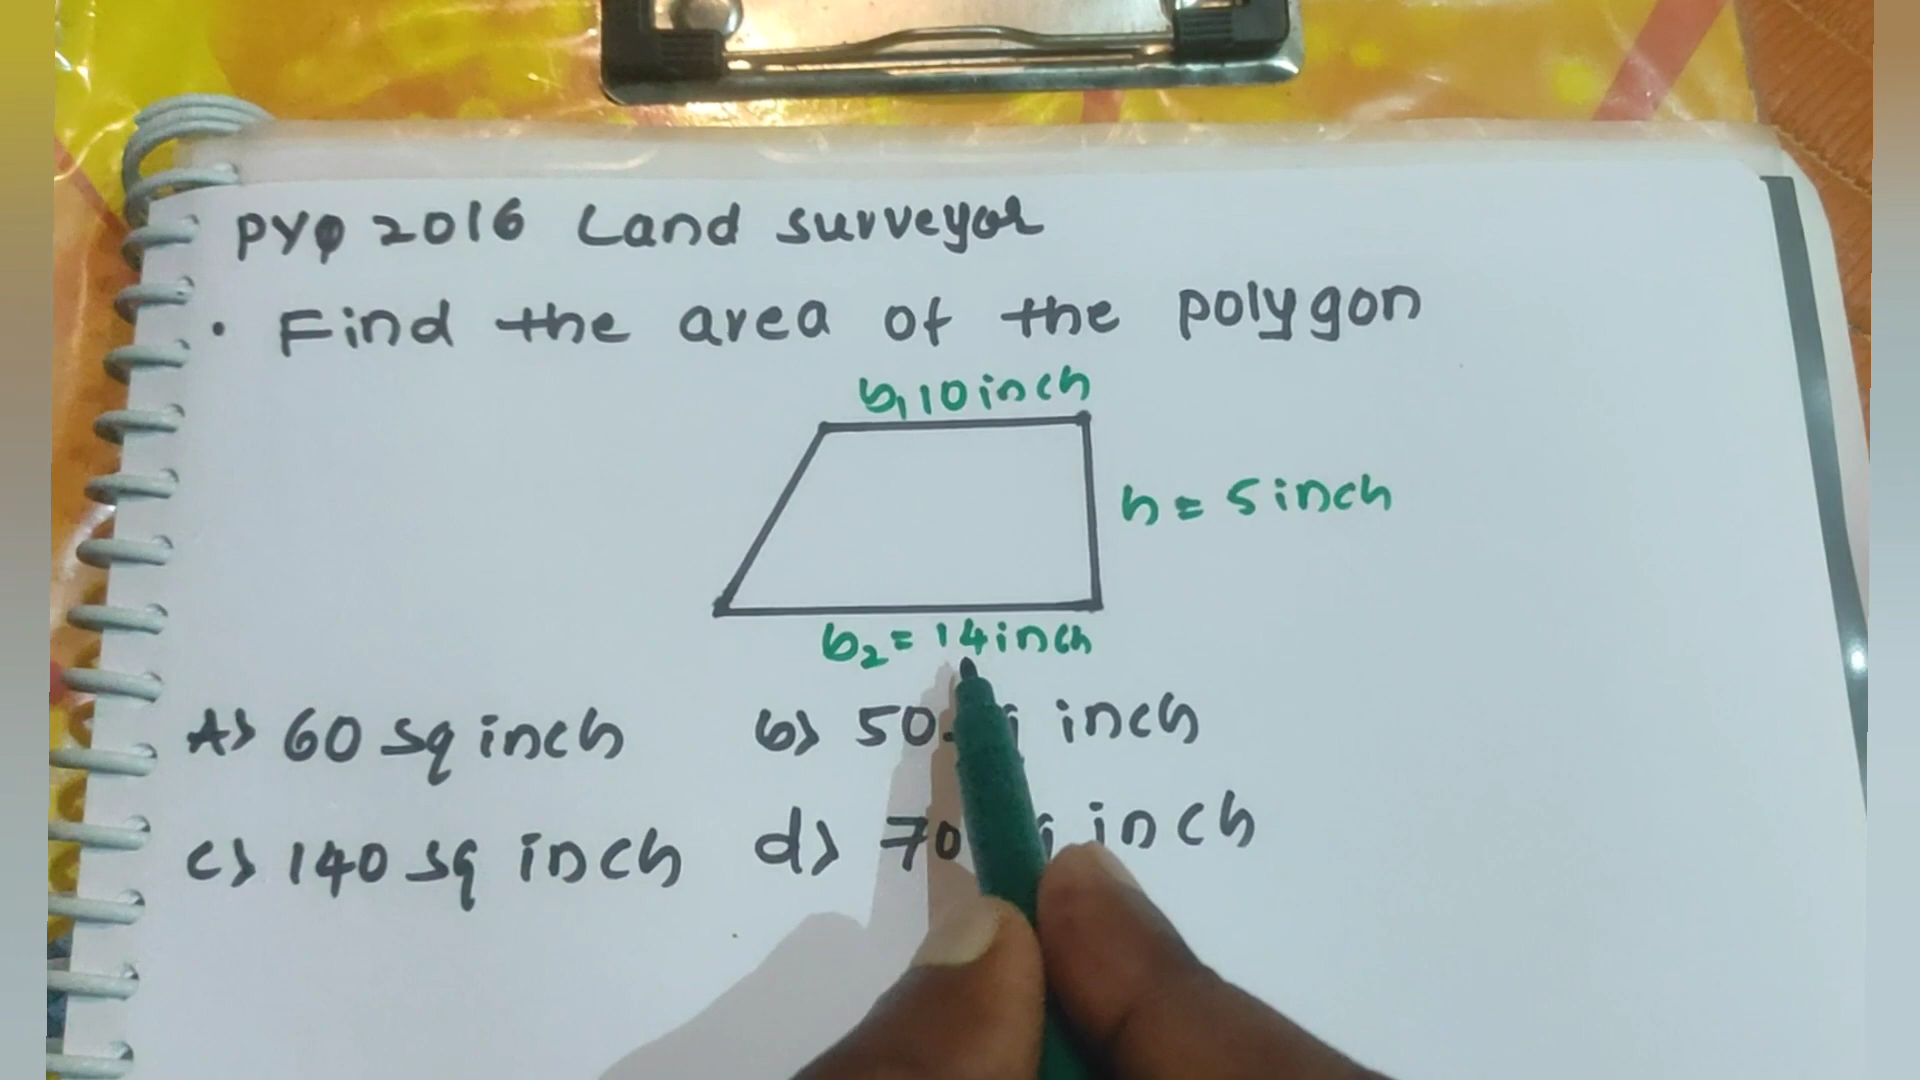 PYQ 2016 Land surveyor
• Find the area of the polygon
b₁ 10 inch
h = 5 inch
b₂ = 14 inch
A) 60 sq inch b) 50 inch
c) 140 sq inch d) 70 inch